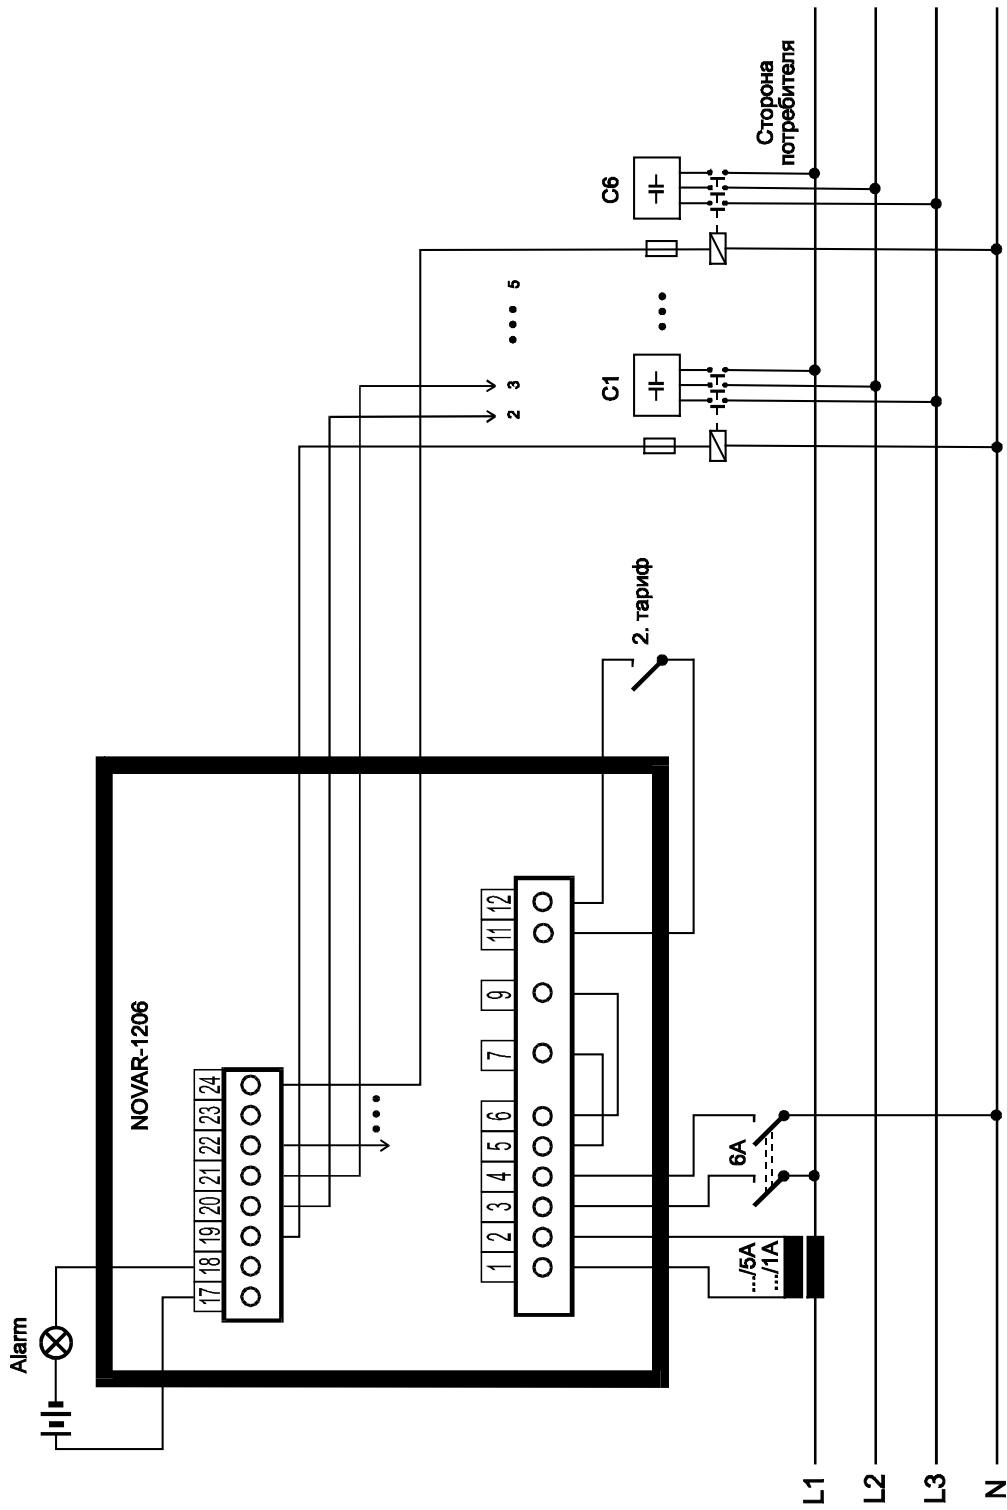 Alarm
NOVAR-1206
17 18 19 20 21 22 23 24
1 2 3 4 5 6 7 9 11 12
2. тариф
2 3 5
C1
C6
6A
.../5A
.../1A
Сторона
потребителя
L1
L2
L3
N